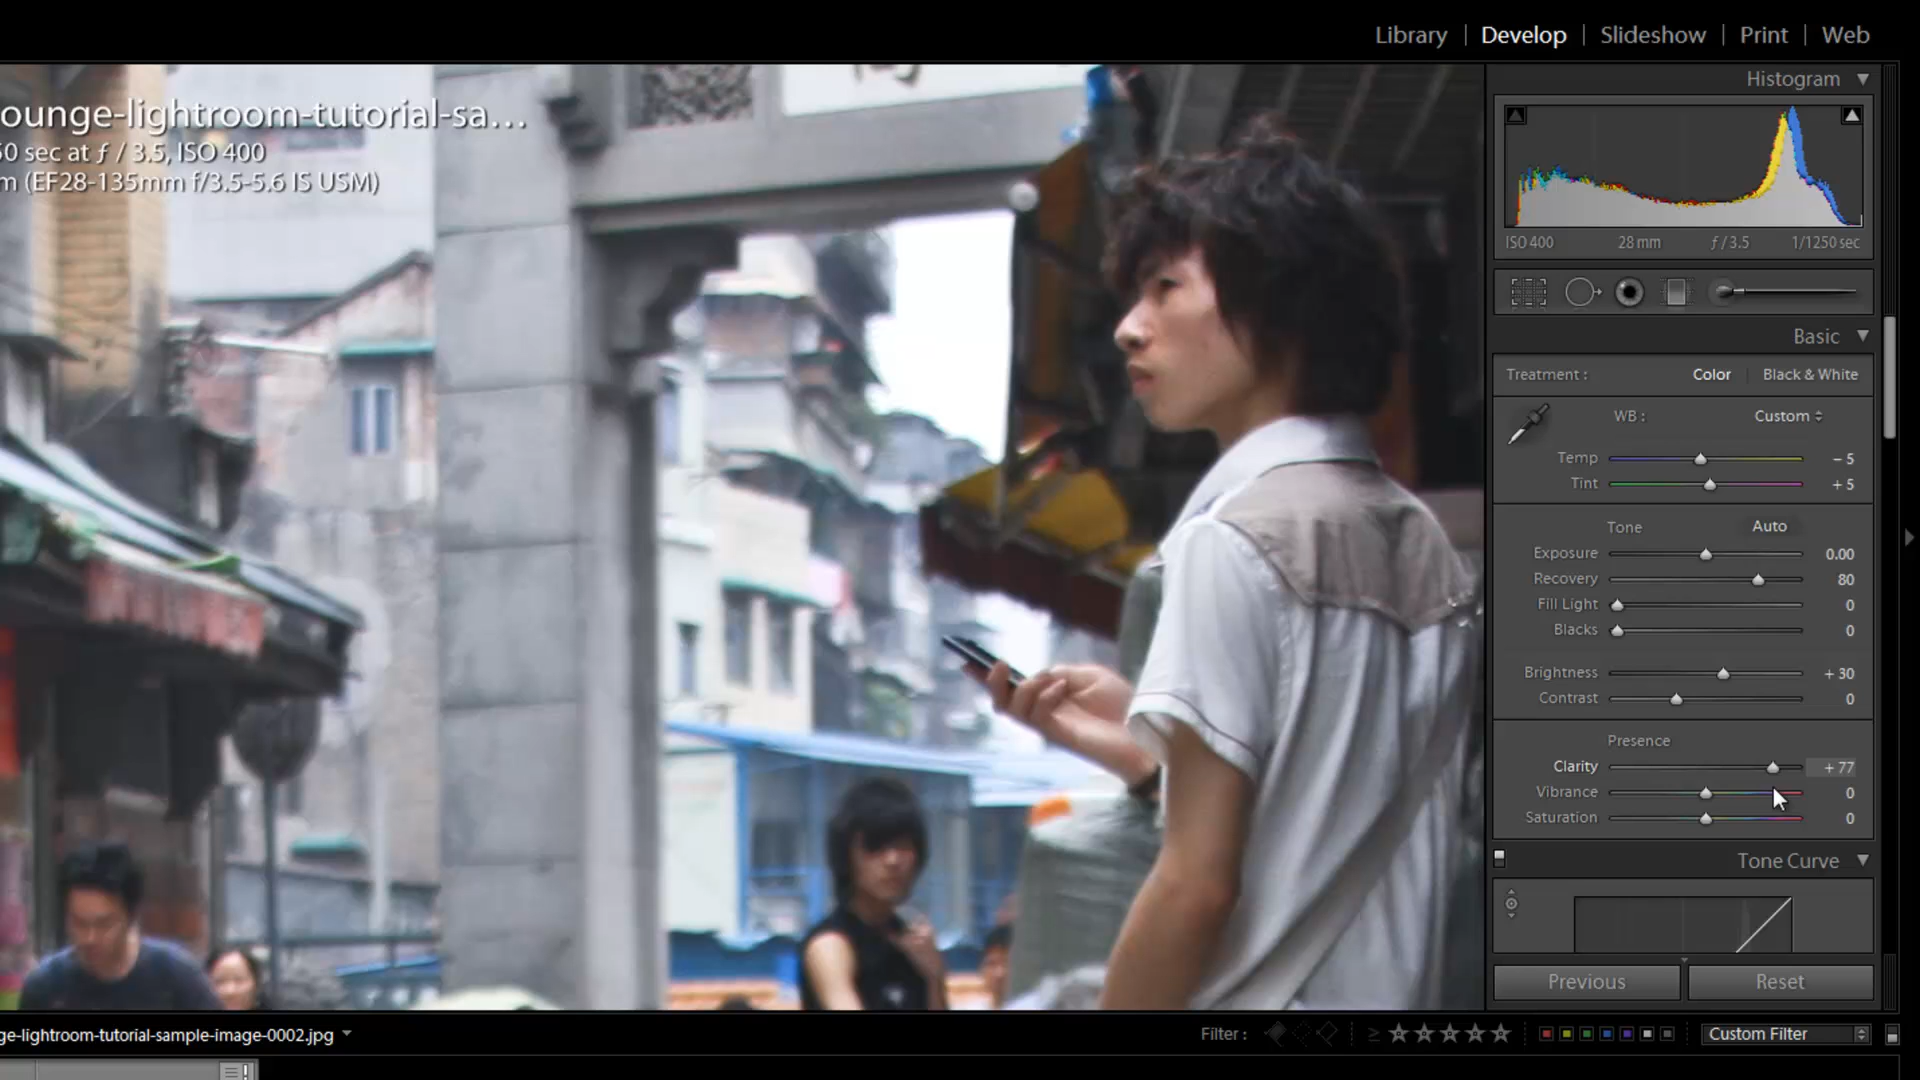 Library | Develop | Slideshow | Print | Web
ounge-lightroom-tutorial-sa...
50 sec at ƒ / 3.5, ISO 400
m (EF28-135mm f/3.5-5.6 IS USM)
Histogram
ISO 400 28 mm ƒ / 3.5 1/1250 sec
Basic
Treatment : Color Black & White
WB : Custom
Temp - 5
Tint + 5
Tone Auto
Exposure 0.00
Recovery 80
Fill Light 0
Blacks 0
Brightness + 30
Contrast 0
Presence
Clarity + 77
Vibrance 0
Saturation 0
Tone Curve
Previous Reset
ge-lightroom-tutorial-sample-image-0002.jpg
Filter : ≥ ★★★★★ Custom Filter